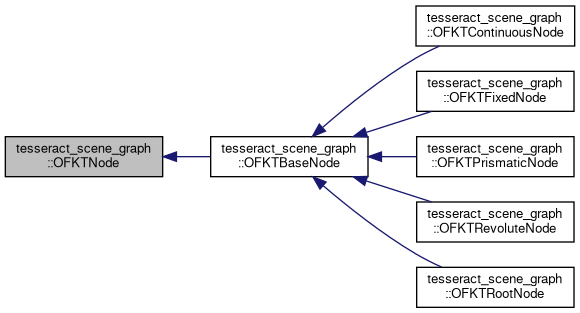 tesseract_scene_graph
::OFKTNode
tesseract_scene_graph
::OFKTBaseNode
tesseract_scene_graph
::OFKTContinuousNode
tesseract_scene_graph
::OFKTFixedNode
tesseract_scene_graph
::OFKTPrismaticNode
tesseract_scene_graph
::OFKTRevoluteNode
tesseract_scene_graph
::OFKTRootNode